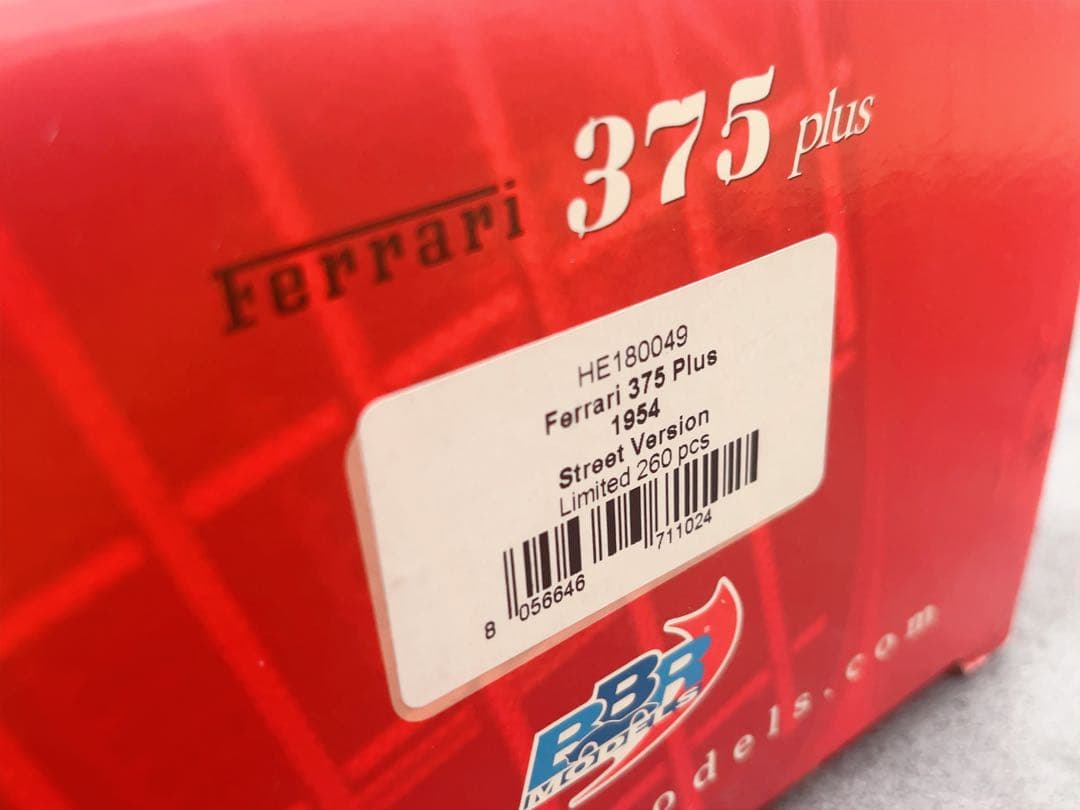 Ferrari 375 plus
HE180049
Ferrari 375 Plus
1954
Street Version
Limited 260 pcs
8 056646 711024
BBR
MODELS
odels.com